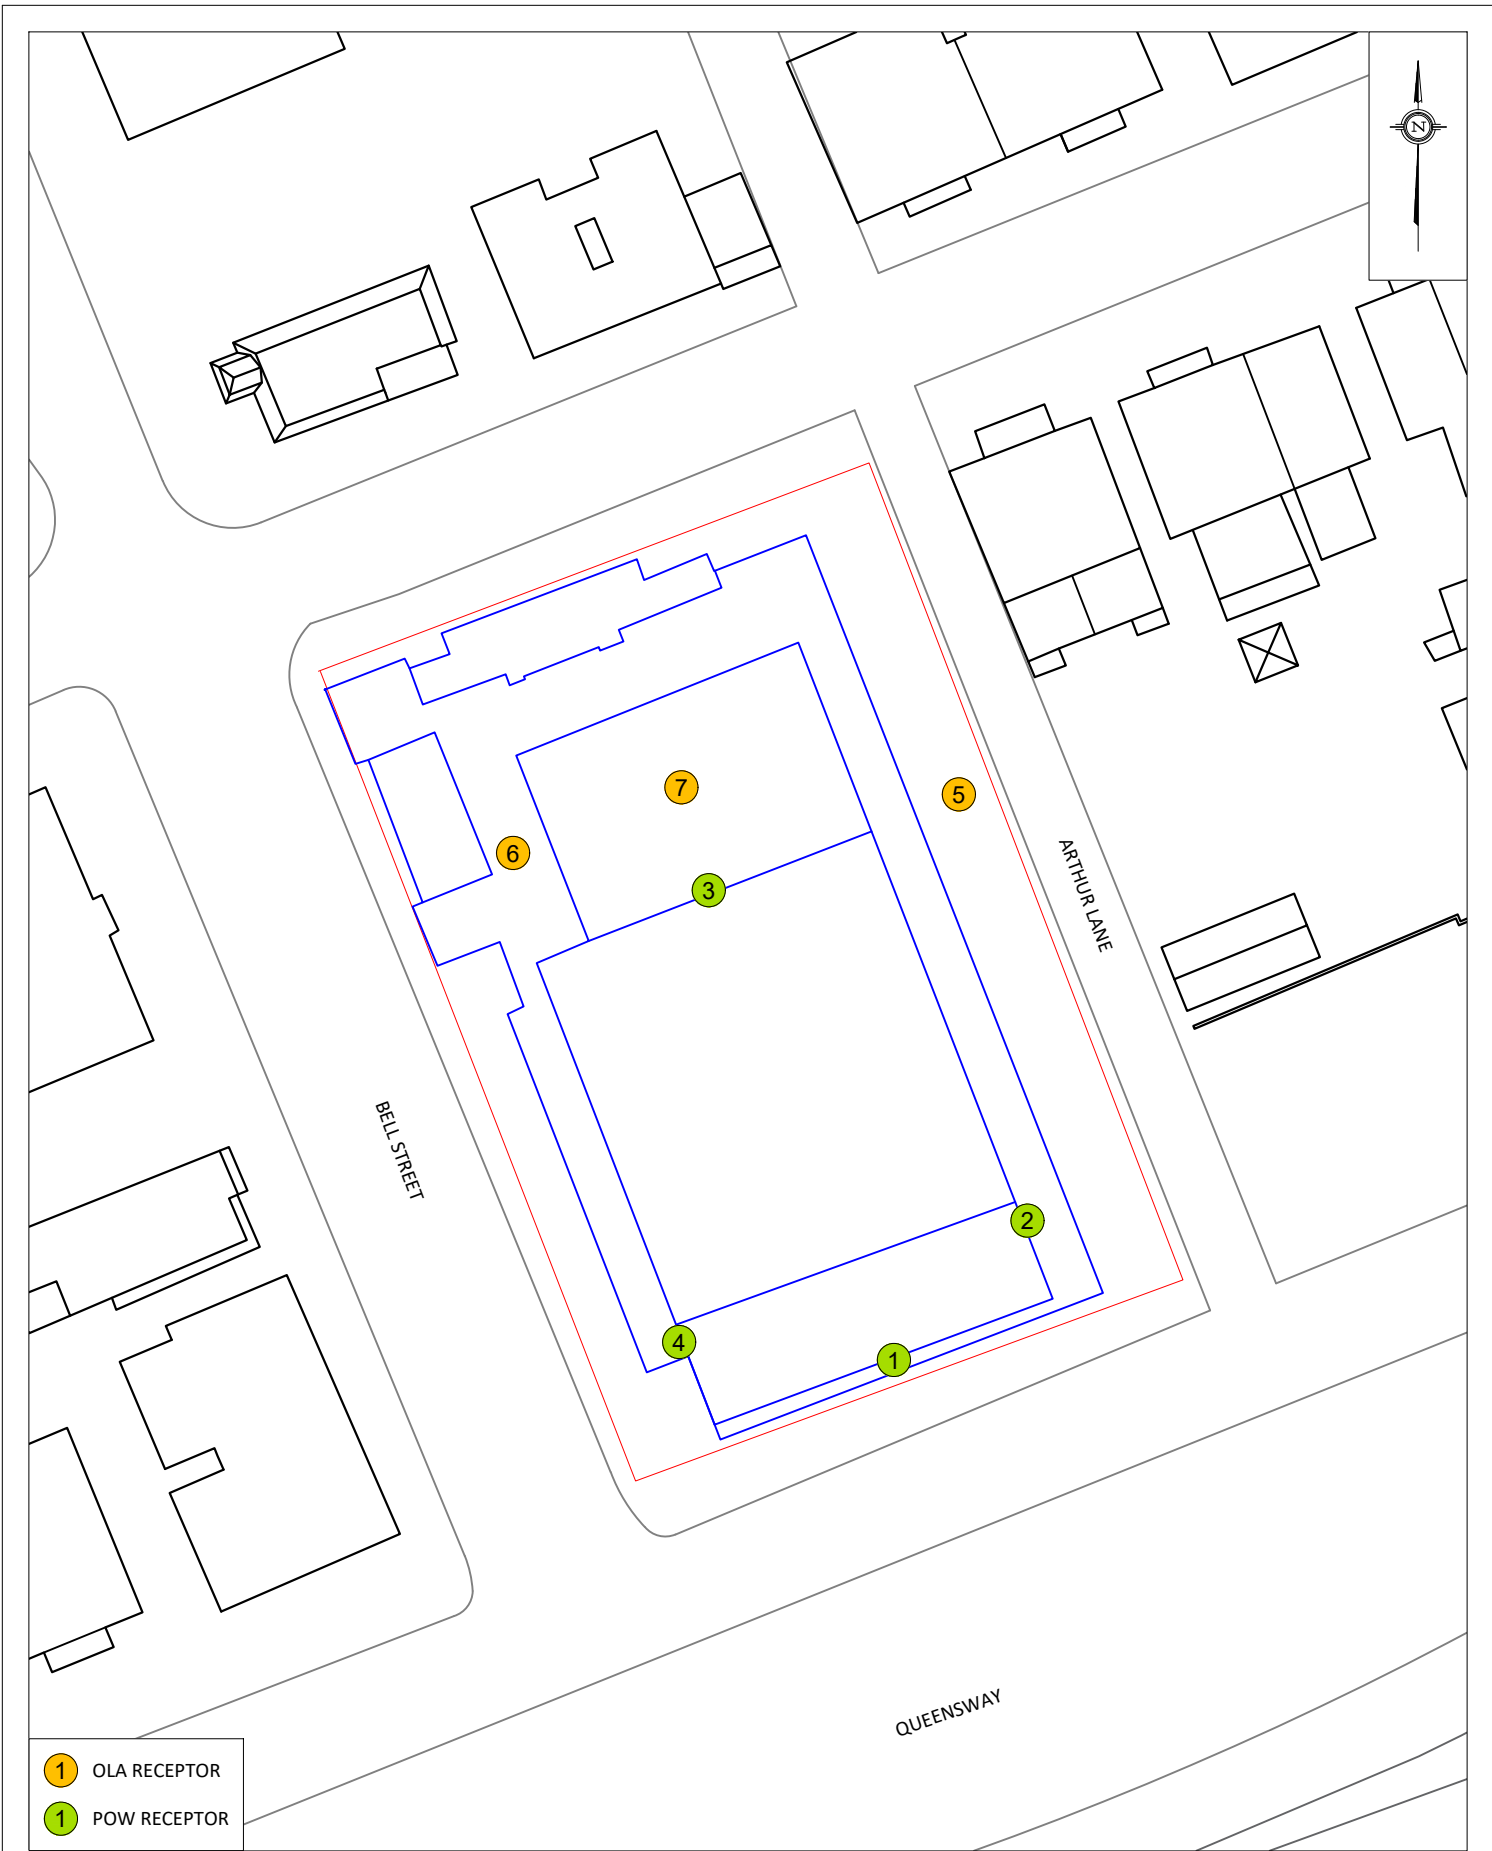 N
7
5
6
3
ARTHUR LANE
BELL STREET
2
4
1
QUEENSWAY
1 OLA RECEPTOR
1 POW RECEPTOR